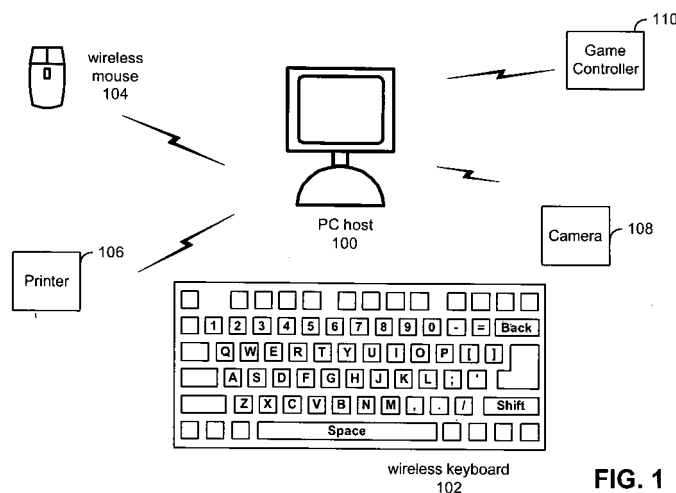 wireless
mouse
104
110
Game
Controller
PC host
100
Camera
108
Printer
106
1 2 3 4 5 6 7 8 9 0 - = Back
Q W E R T Y U I O P [ ]
A S D F G H J K L ; '
Z X C V B N M , . / Shift
Space
wireless keyboard
102
FIG. 1